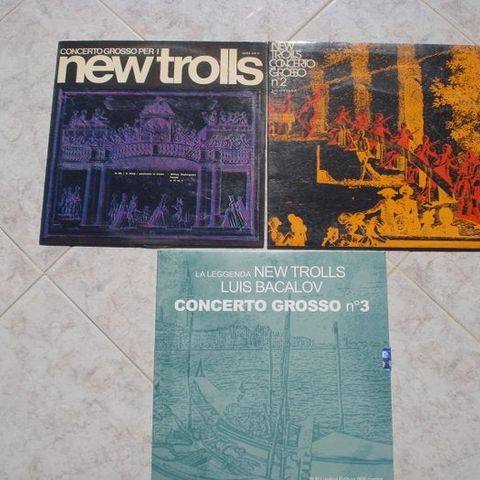 CONCERTO GROSSO PER I
new trolls
NEW
TROLLS
CONCERTO
GROSSO
n°2
LA LEGGENDA NEW TROLLS
LUIS BACALOV
CONCERTO GROSSO n°3